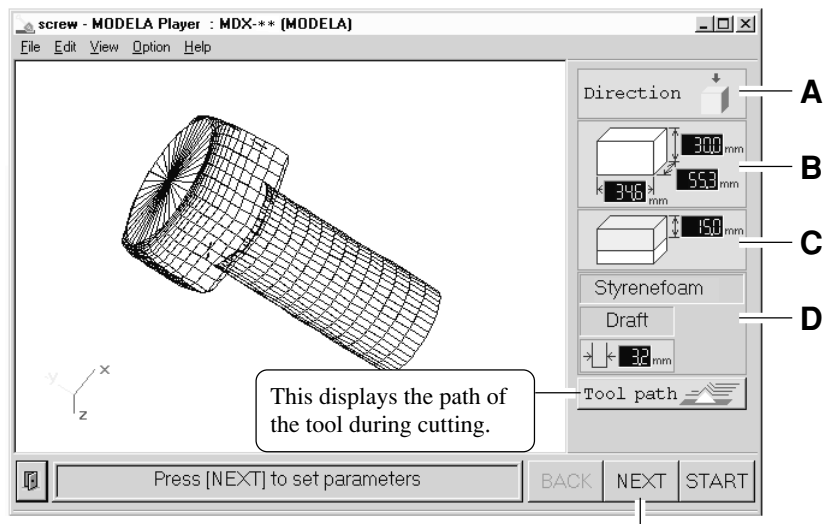 screw - MODELA Player : MDX-** (MODELA)
File Edit View Option Help
Direction
A
30.0 mm
55.3 mm
34.6 mm
B
15.0 mm
C
Styrenefoam
Draft
D
3.2 mm
Tool path
This displays the path of
the tool during cutting.
-y
x
z
Press [NEXT] to set parameters
BACK NEXT START